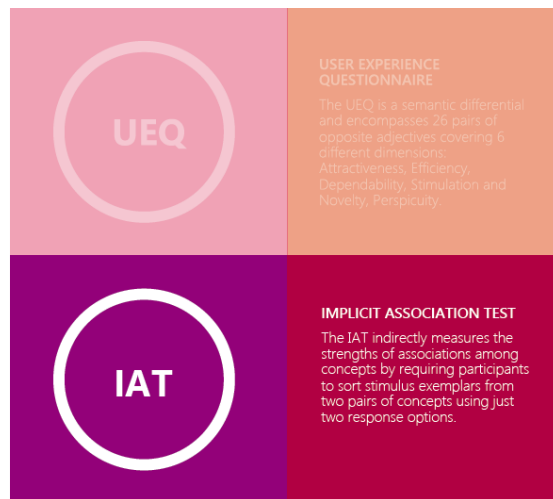 UEQ
USER EXPERIENCE
QUESTIONNAIRE
The UEQ is a semantic differential
and encompasses 26 pairs of
opposite adjectives covering 6
different dimensions:
Attractiveness, Efficiency,
Dependability, Stimulation and
Novelty, Perspicuity.
IAT
IMPLICIT ASSOCIATION TEST
The IAT indirectly measures the
strengths of associations among
concepts by requiring participants
to sort stimulus exemplars from
two pairs of concepts using just
two response options.